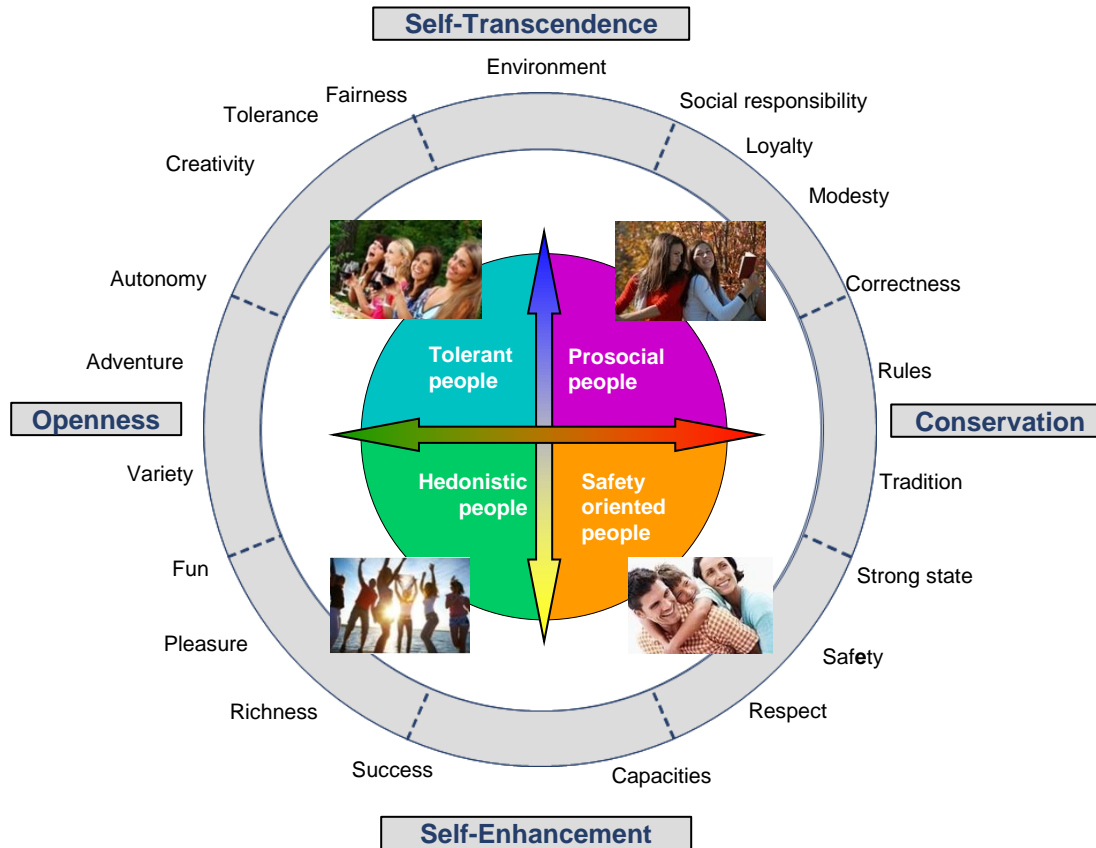 Self-Transcendence
Environment
Fairness
Social responsibility
Tolerance
Loyalty
Creativity
Modesty
Autonomy
Correctness
Tolerant
people
Prosocial
people
Adventure
Rules
Openness
Conservation
Variety
Tradition
Hedonistic
people
Safety
oriented
people
Fun
Strong state
Pleasure
Safety
Richness
Respect
Success
Capacities
Self-Enhancement